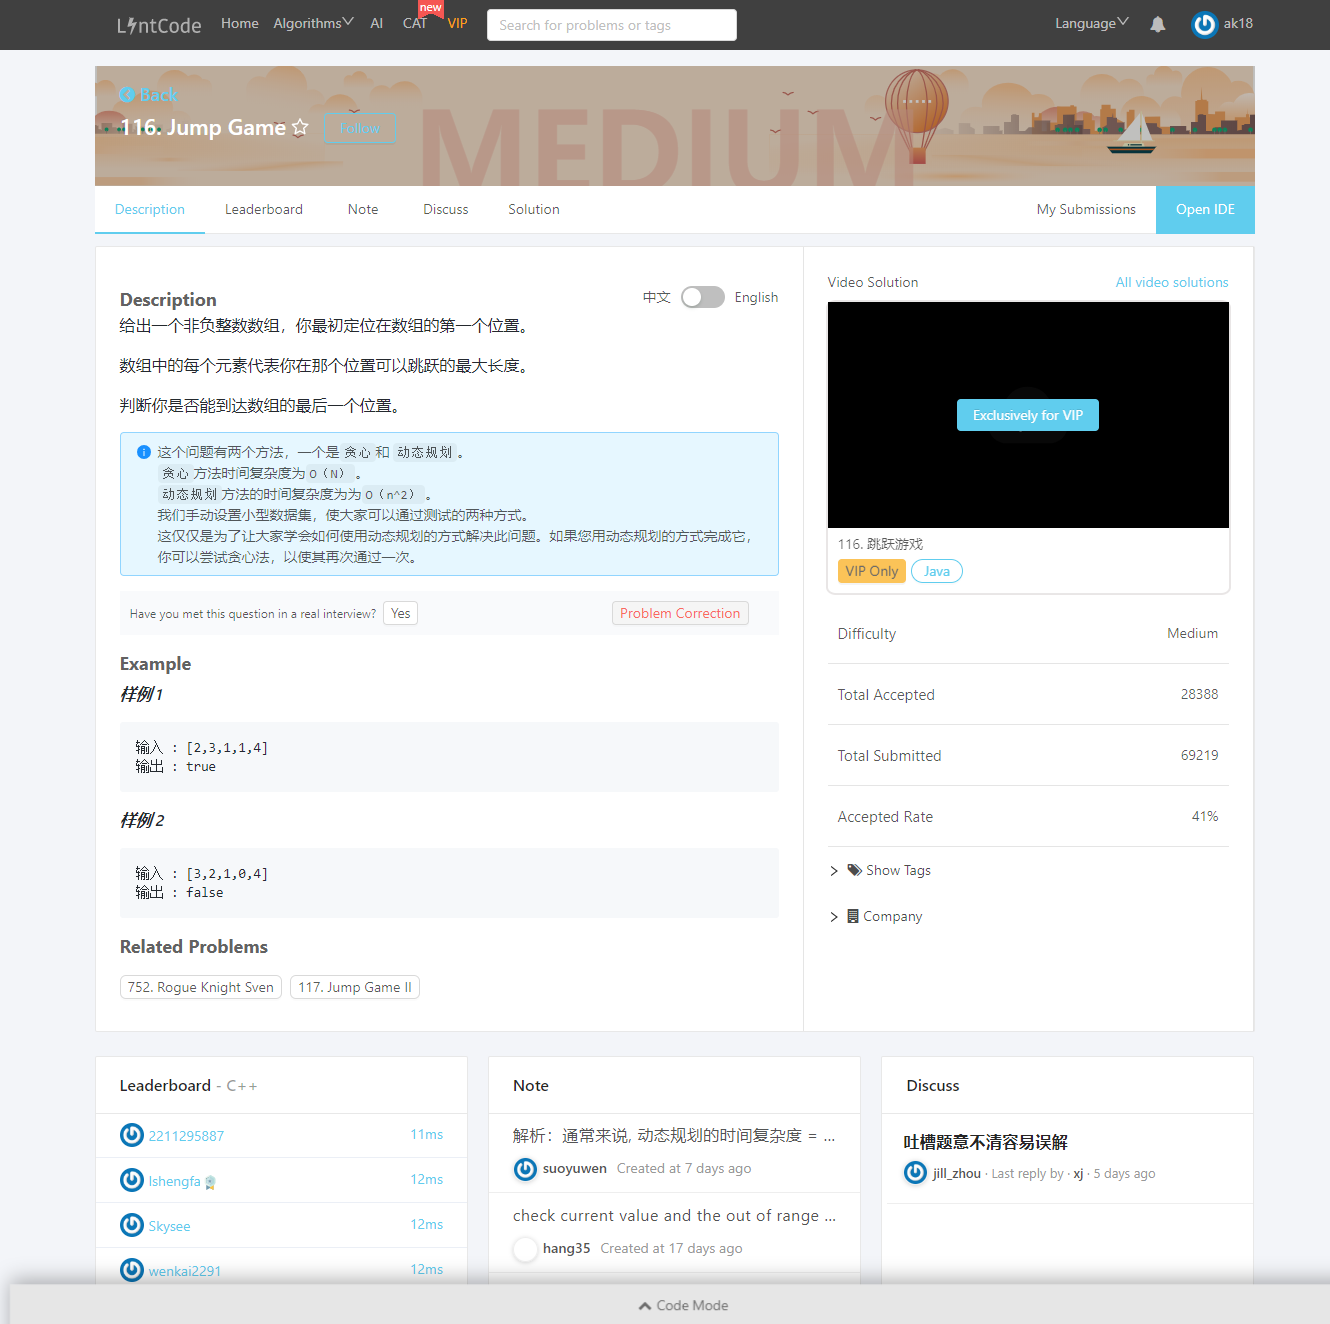 LintCode Home Algorithms AI CAT new VIP Search for problems or tags Language ak18
Back
116. Jump Game Follow
MEDIUM
Description Leaderboard Note Discuss Solution My Submissions Open IDE
Description 中文 English
给出一个非负整数数组，你最初定位在数组的第一个位置。
数组中的每个元素代表你在那个位置可以跳跃的最大长度。
判断你是否能到达数组的最后一个位置。
这个问题有两个方法，一个是 贪心 和 动态规划 。
贪心 方法时间复杂度为 O（N） 。
动态规划 方法的时间复杂度为为 O（n^2） 。
我们手动设置小型数据集，使大家可以通过测试的两种方式。
这仅仅是为了让大家学会如何使用动态规划的方式解决此问题。如果您用动态规划的方式完成它，
你可以尝试贪心法，以使其再次通过一次。
Have you met this question in a real interview? Yes Problem Correction
Example
样例 1
输入 : [2,3,1,1,4]
输出 : true
样例 2
输入 : [3,2,1,0,4]
输出 : false
Related Problems
752. Rogue Knight Sven 117. Jump Game II
Video Solution All video solutions
Exclusively for VIP
116. 跳跃游戏
VIP Only Java
Difficulty Medium
Total Accepted 28388
Total Submitted 69219
Accepted Rate 41%
Show Tags
Company
Leaderboard - C++
2211295887 11ms
lshengfa 12ms
Skysee 12ms
wenkai2291 12ms
Note
解析：通常来说, 动态规划的时间复杂度 = ...
suoyuwen Created at 7 days ago
check current value and the out of range ...
hang35 Created at 17 days ago
Discuss
吐槽题意不清容易误解
jill_zhou · Last reply by · xj · 5 days ago
Code Mode